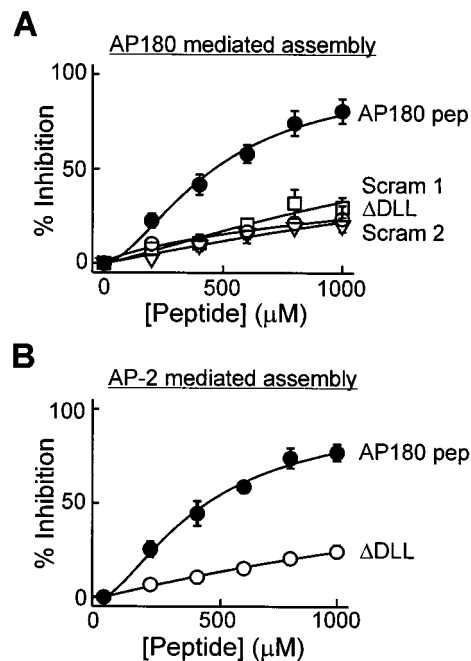 A
AP180 mediated assembly
100
50
0
% Inhibition
AP180 pep
Scram 1
ΔDLL
Scram 2
0 500 1000
[Peptide] (μM)
B
AP-2 mediated assembly
100
50
0
% Inhibition
AP180 pep
ΔDLL
0 500 1000
[Peptide] (μM)